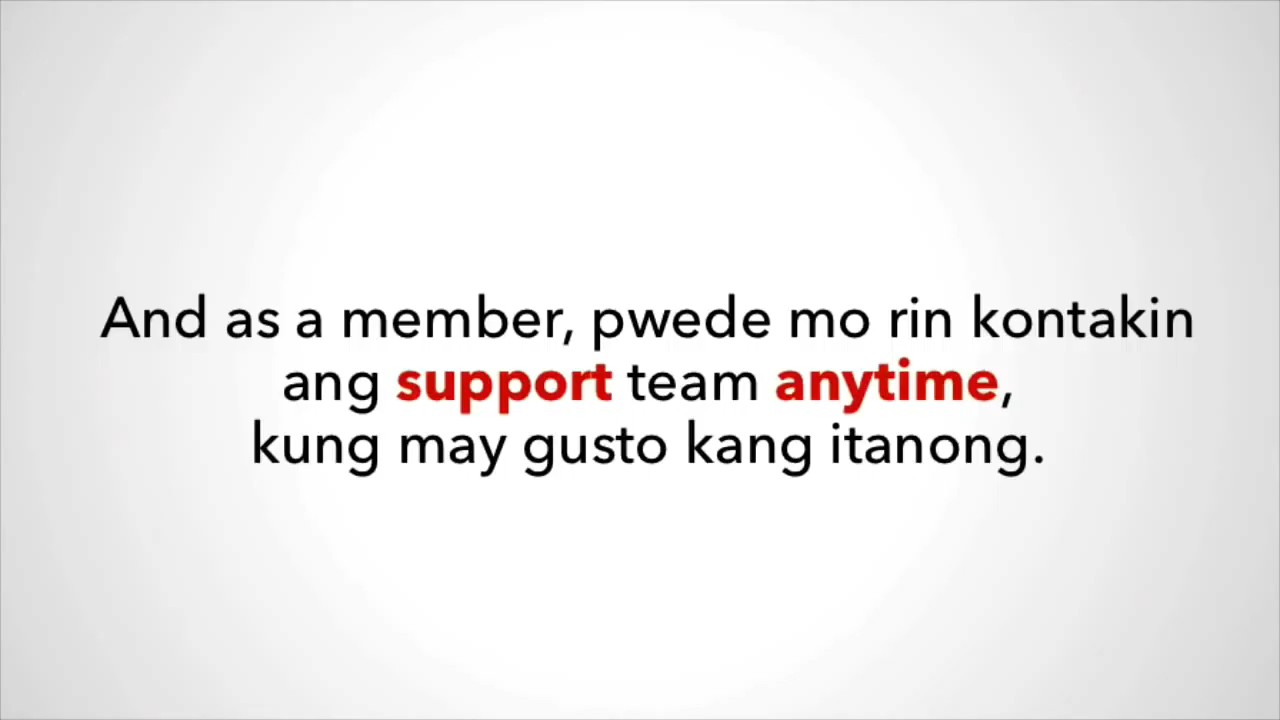 And as a member, pwede mo rin kontakin
ang support team anytime,
kung may gusto kang itanong.